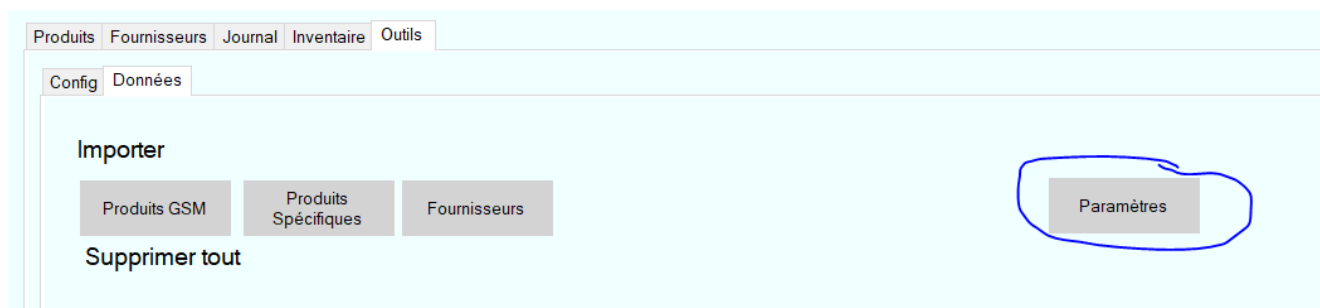 Produits Fournisseurs Journal Inventaire Outils
Config Données
Importer
Produits GSM
Produits
Spécifiques
Fournisseurs
Paramètres
Supprimer tout